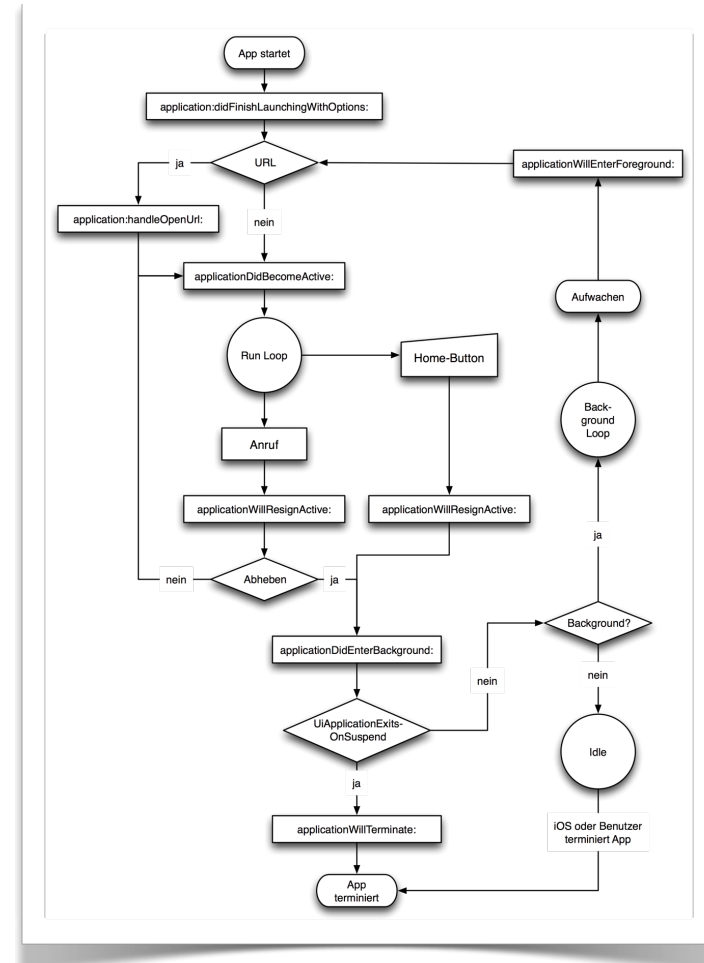 App startet
application:didFinishLaunchingWithOptions:
ja
URL
applicationWillEnterForeground:
application:handleOpenUrl:
nein
applicationDidBecomeActive:
Aufwachen
Run Loop
Home-Button
Back-
ground
Loop
Anruf
applicationWillResignActive:
applicationWillResignActive:
ja
nein
Abheben
ja
Background?
applicationDidEnterBackground:
nein
nein
UiApplicationExits-
OnSuspend
Idle
ja
applicationWillTerminate:
iOS oder Benutzer
terminiert App
App
terminiert